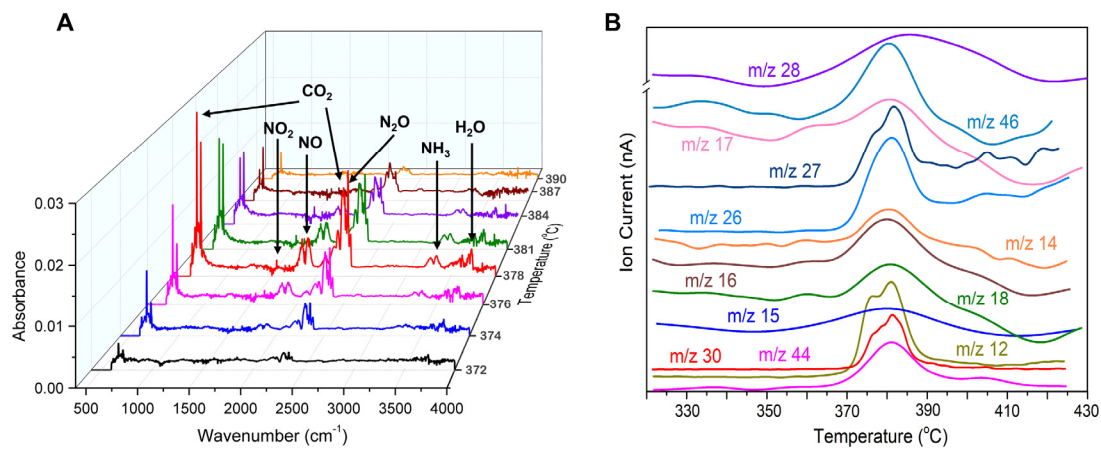 A
CO₂
NO₂
NO
N₂O
NH₃
H₂O
0.03
0.02
0.01
0.00
Absorbance
500 1000 1500 2000 2500 3000 3500 4000
Wavenumber (cm⁻¹)
390
387
384
381
378
376
374
372
Temperature (°C)
B
m/z 28
m/z 46
m/z 17
m/z 27
m/z 26
m/z 14
m/z 16
m/z 18
m/z 15
m/z 12
m/z 30
m/z 44
Ion Current (nA)
330 350 370 390 410 430
Temperature (°C)